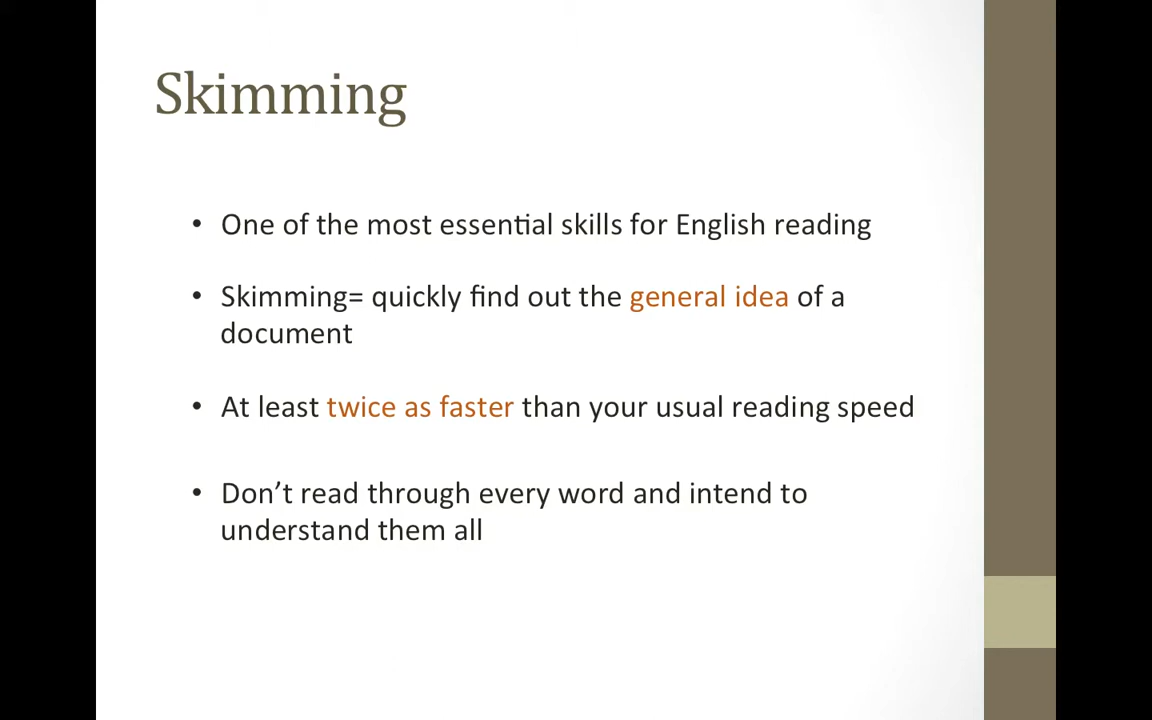 Skimming
• One of the most essential skills for English reading
• Skimming= quickly find out the general idea of a
document
• At least twice as faster than your usual reading speed
• Don’t read through every word and intend to
understand them all